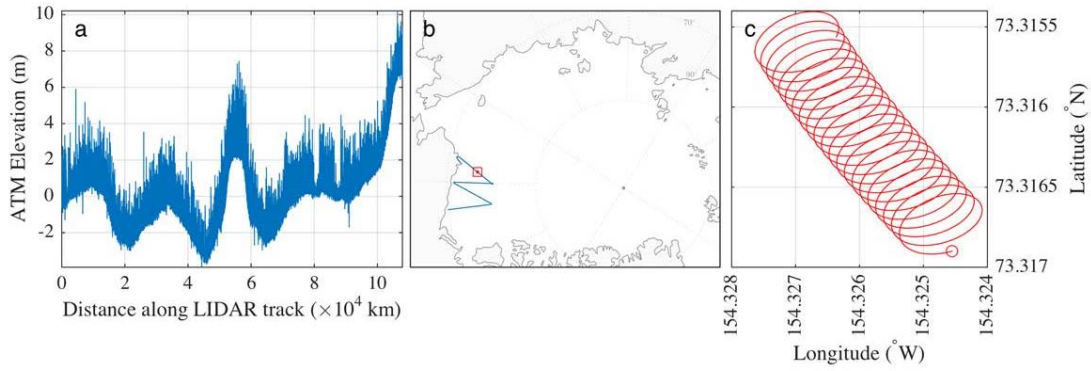 a
10
8
6
4
2
0
-2
ATM Elevation (m)
0 2 4 6 8 10
Distance along LIDAR track (×10⁴ km)
b
70°
c
73.3155
73.316
73.3165
73.317
Latitude (°N)
154.328
154.327
154.326
154.325
154.324
Longitude (°W)